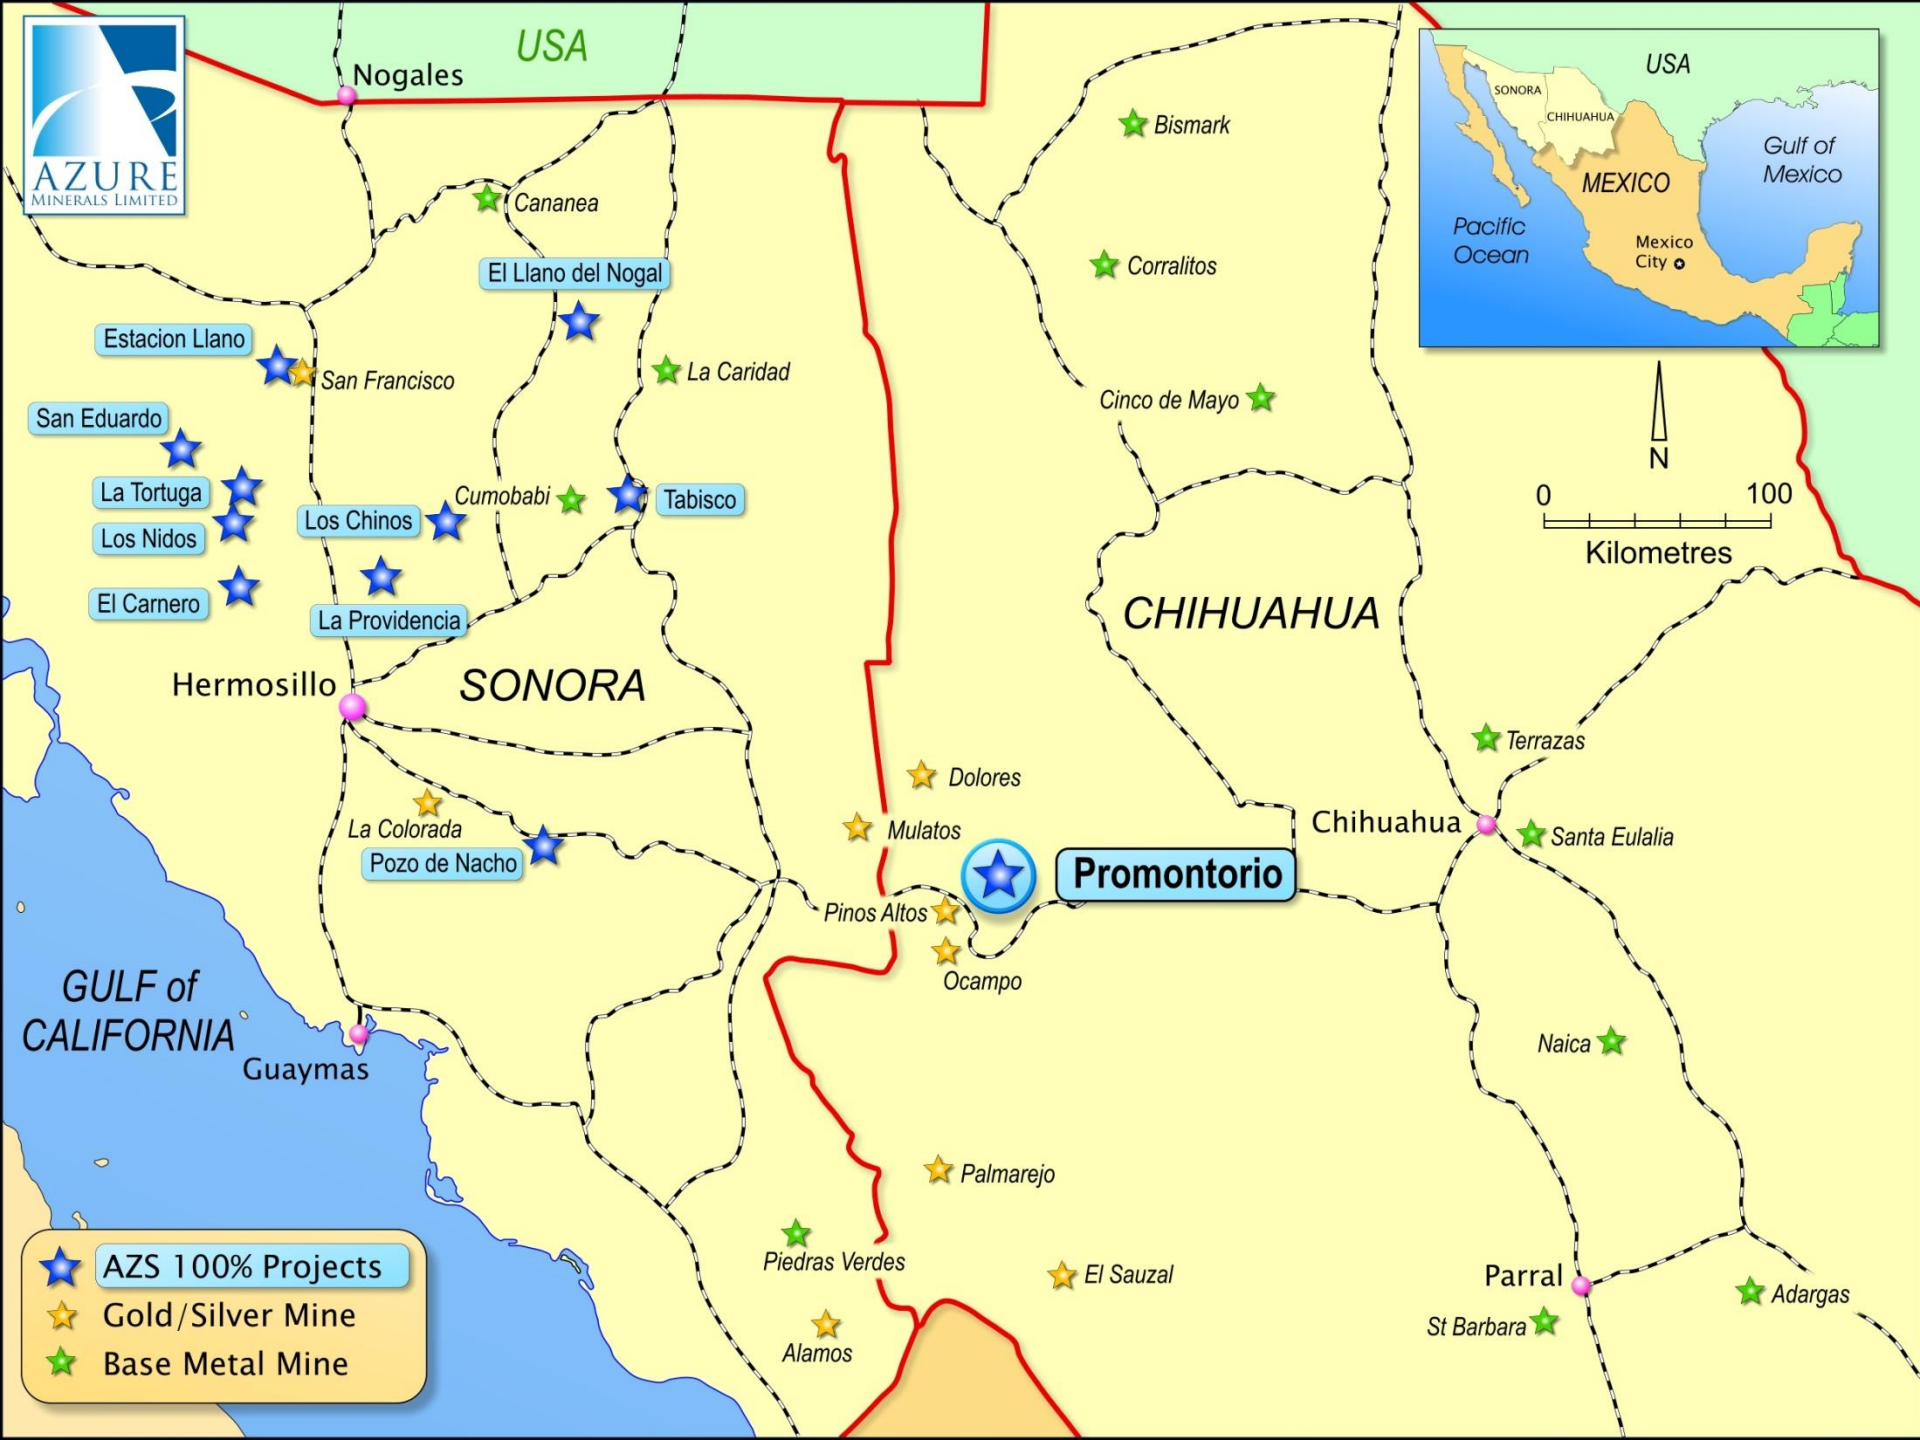 AZURE
MINERALS LIMITED
USA
Nogales
Bismark
Cananea
Corralitos
El Llano del Nogal
Estacion Llano
San Francisco
La Caridad
Cinco de Mayo
San Eduardo
La Tortuga
Los Nidos
Los Chinos
Cumobabi
Tabisco
El Carnero
La Providencia
Hermosillo
SONORA
CHIHUAHUA
Terrazas
Dolores
Mulatos
La Colorada
Pozo de Nacho
Promontorio
Chihuahua
Santa Eulalia
Pinos Altos
Ocampo
GULF of
CALIFORNIA
Guaymas
Naica
Palmarejo
Piedras Verdes
El Sauzal
Alamos
Parral
St Barbara
Adargas
USA
SONORA
CHIHUAHUA
MEXICO
Gulf of
Mexico
Pacific
Ocean
Mexico
City
N
0 100
Kilometres
AZS 100% Projects
Gold/Silver Mine
Base Metal Mine